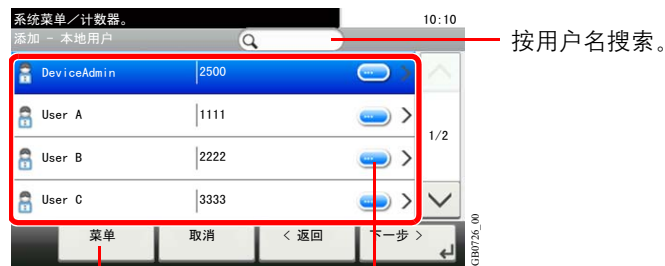 系统菜单／计数器。 10:10
添加 - 本地用户
按用户名搜索。
DeviceAdmin 2500
User A 1111
1/2
User B 2222
User C 3333
菜单 取消 < 返回 下一步 >
GB0726_00